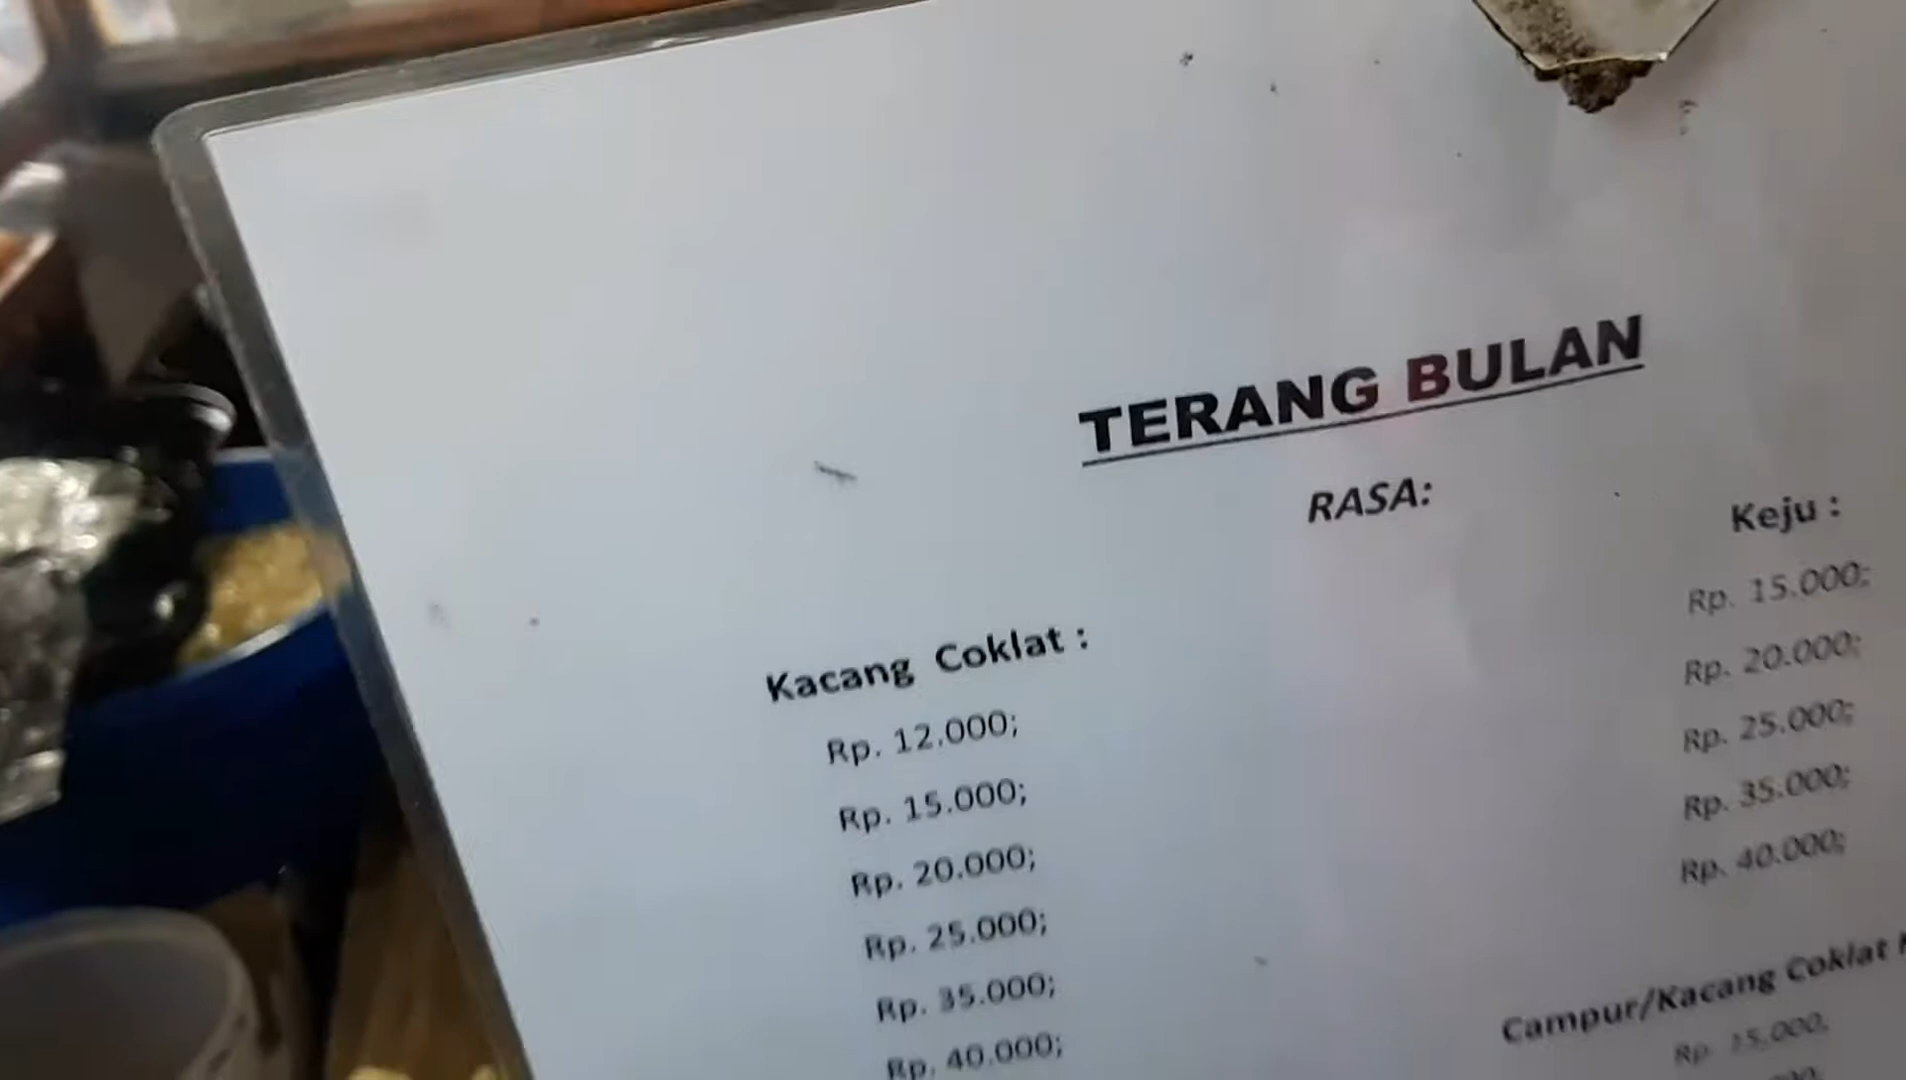 TERANG BULAN
RASA:
Kacang Coklat :
Rp. 12.000;
Rp. 15.000;
Rp. 20.000;
Rp. 25.000;
Rp. 35.000;
Rp. 40.000;
Keju :
Rp. 15.000;
Rp. 20.000;
Rp. 25.000;
Rp. 35.000;
Rp. 40.000;
Campur/Kacang Coklat
Rp. 15.000;